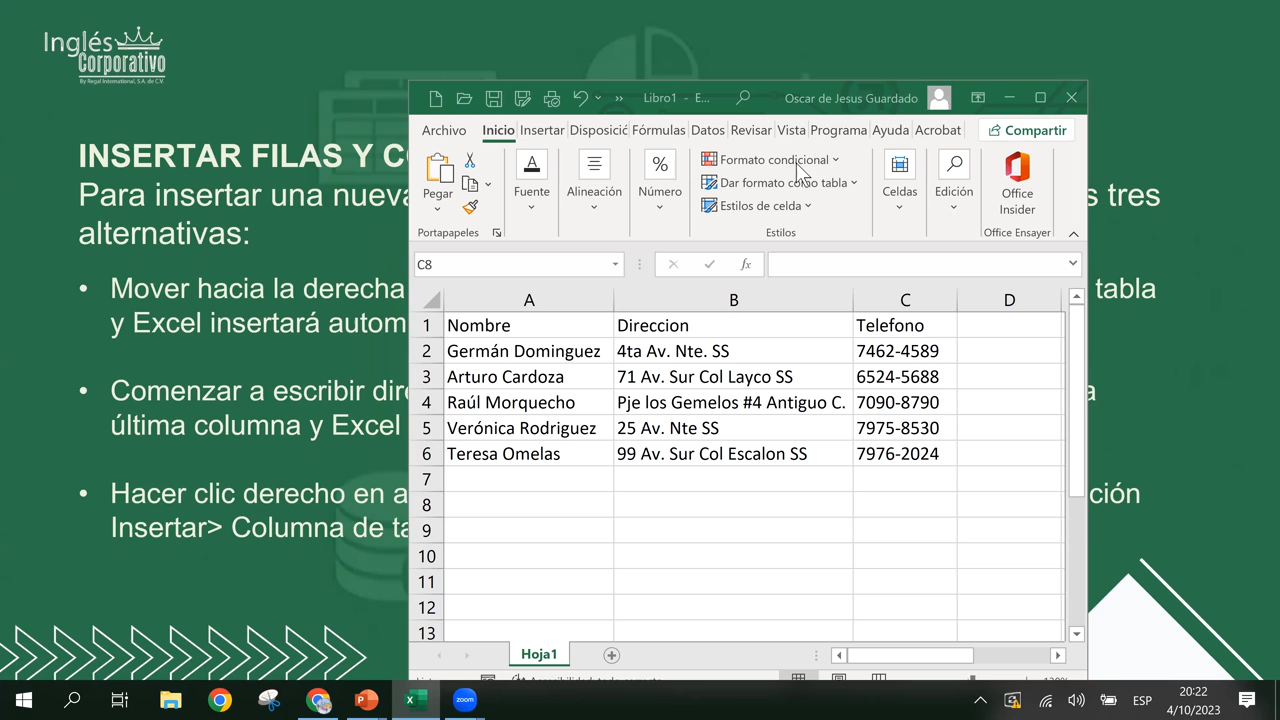 Inglés
Corporativo
By Regal International, S.A. de C.V.
INSERTAR FILAS Y
Para insertar una nueva
s tres
alternativas:
• Mover hacia la derecha
tabla
y Excel insertará
• Comenzar a escribir
a
última columna y Excel
• Hacer clic derecho en
ción
Insertar> Columna de
Libro1 - E...
Oscar de Jesus Guardado
Archivo Inicio Insertar Disposició Fórmulas Datos Revisar Vista Programa Ayuda Acrobat Compartir
Pegar
Portapapeles
Fuente
Alineación
%
Número
Formato condicional
Dar formato como tabla
Estilos de celda
Estilos
Celdas
Edición
Office
Insider
Office Ensayer
C8
fx
A B C D
1 Nombre Direccion Telefono
2 Germán Dominguez 4ta Av. Nte. SS 7462-4589
3 Arturo Cardoza 71 Av. Sur Col Layco SS 6524-5688
4 Raúl Morquecho Pje los Gemelos #4 Antiguo C. 7090-8790
5 Verónica Rodriguez 25 Av. Nte SS 7975-8530
6 Teresa Omelas 99 Av. Sur Col Escalon SS 7976-2024
7
8
9
10
11
12
13
Hoja1
zoom
ESP
20:22
4/10/2023